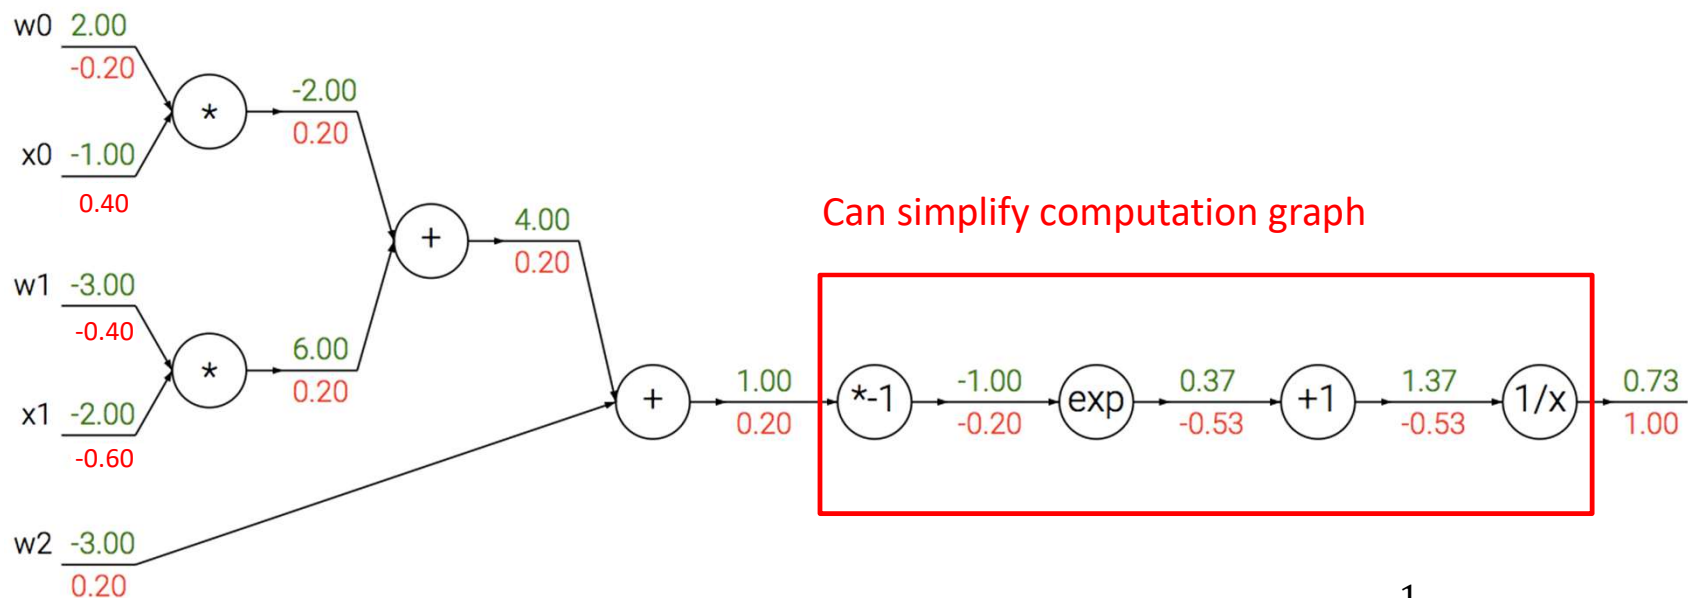 w0 2.00
-0.20
* -2.00
0.20
x0 -1.00
0.40
Can simplify computation graph
+ 4.00
0.20
w1 -3.00
-0.40
* 6.00
0.20
x1 -2.00
-0.60
+ 1.00 *-1 -1.00 exp 0.37 +1 1.37 1/x 0.73
0.20 -0.20 -0.53 -0.53 1.00
w2 -3.00
0.20
1